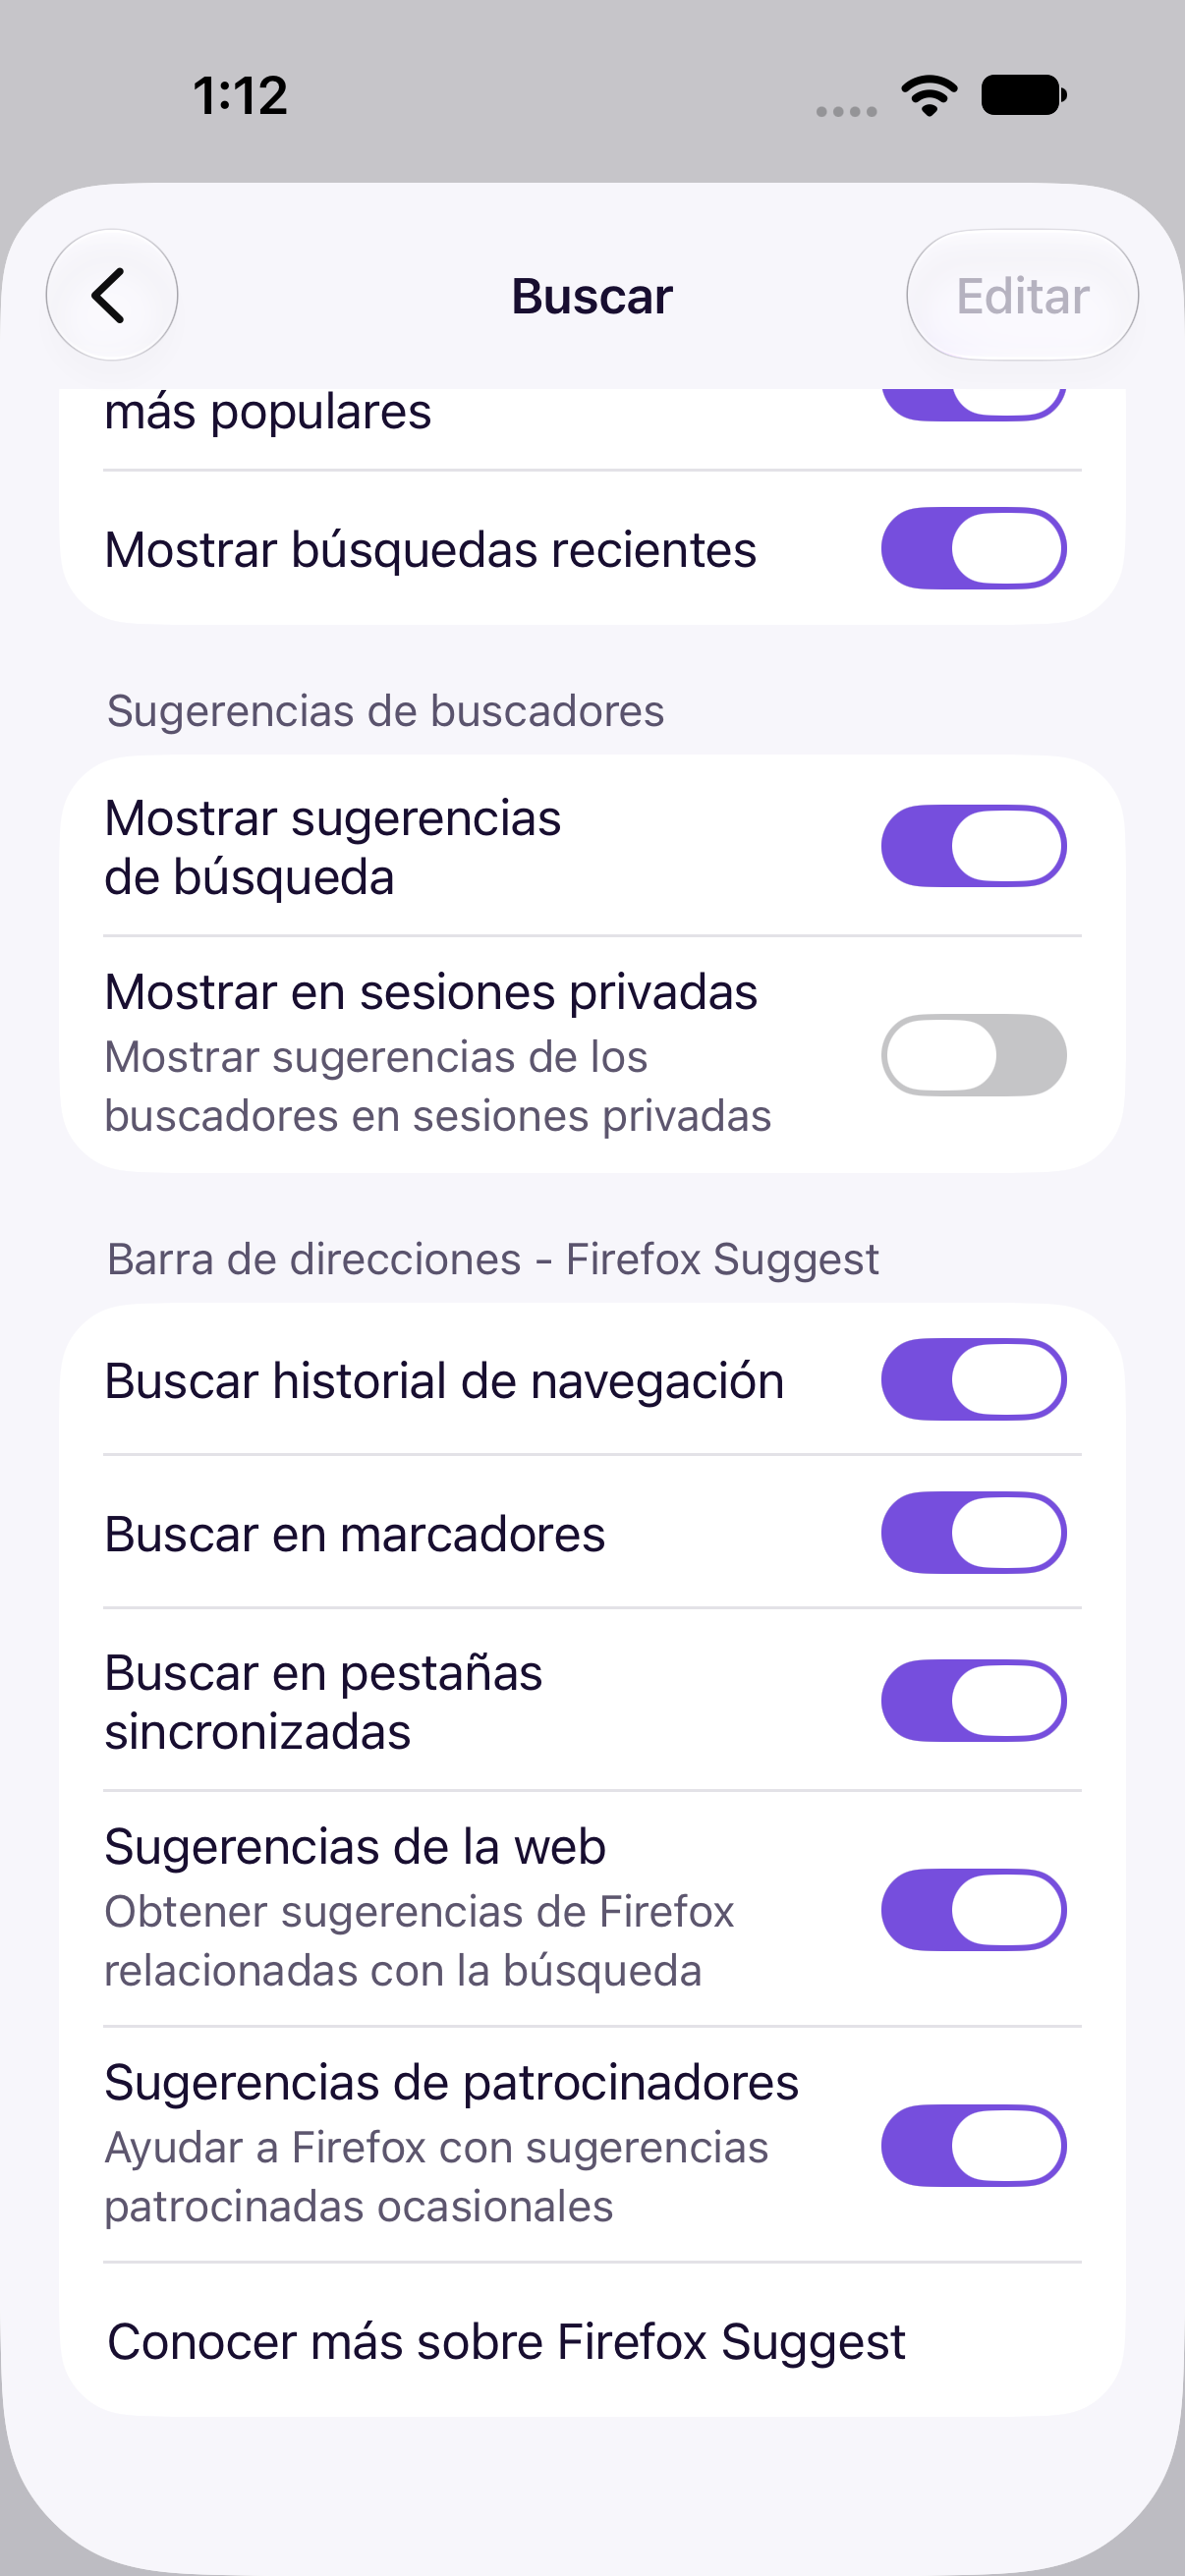 1:12
Buscar
Editar
más populares
Mostrar búsquedas recientes
Sugerencias de buscadores
Mostrar sugerencias
de búsqueda
Mostrar en sesiones privadas
Mostrar sugerencias de los
buscadores en sesiones privadas
Barra de direcciones - Firefox Suggest
Buscar historial de navegación
Buscar en marcadores
Buscar en pestañas
sincronizadas
Sugerencias de la web
Obtener sugerencias de Firefox
relacionadas con la búsqueda
Sugerencias de patrocinadores
Ayudar a Firefox con sugerencias
patrocinadas ocasionales
Conocer más sobre Firefox Suggest